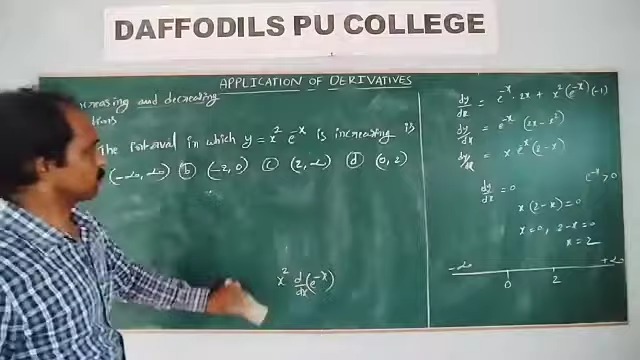 DAFFODILS PU COLLEGE
APPLICATION OF DERIVATIVES
and decreasing
The interval in which y = x² e^-x is increasing is
(-∞, ∞) (b) (-2, 0) (c) (2, ∞) (d) (0, 2)
x² d/dx(e^-x)
dy/dx = e^-x · 2x + x² (e^-x)(-1)
dy/dx = e^-x (2x - x²)
dy/dx = x e^-x (2-x)
dy/dx = 0 (e^-x > 0
x (2-x) = 0
x = 0, 2-x = 0
x = 2
-∞ 0 2 +∞